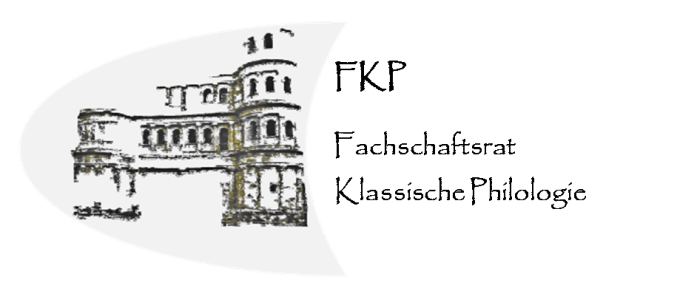 FKP
Fachschaftsrat
Klassische Philologie